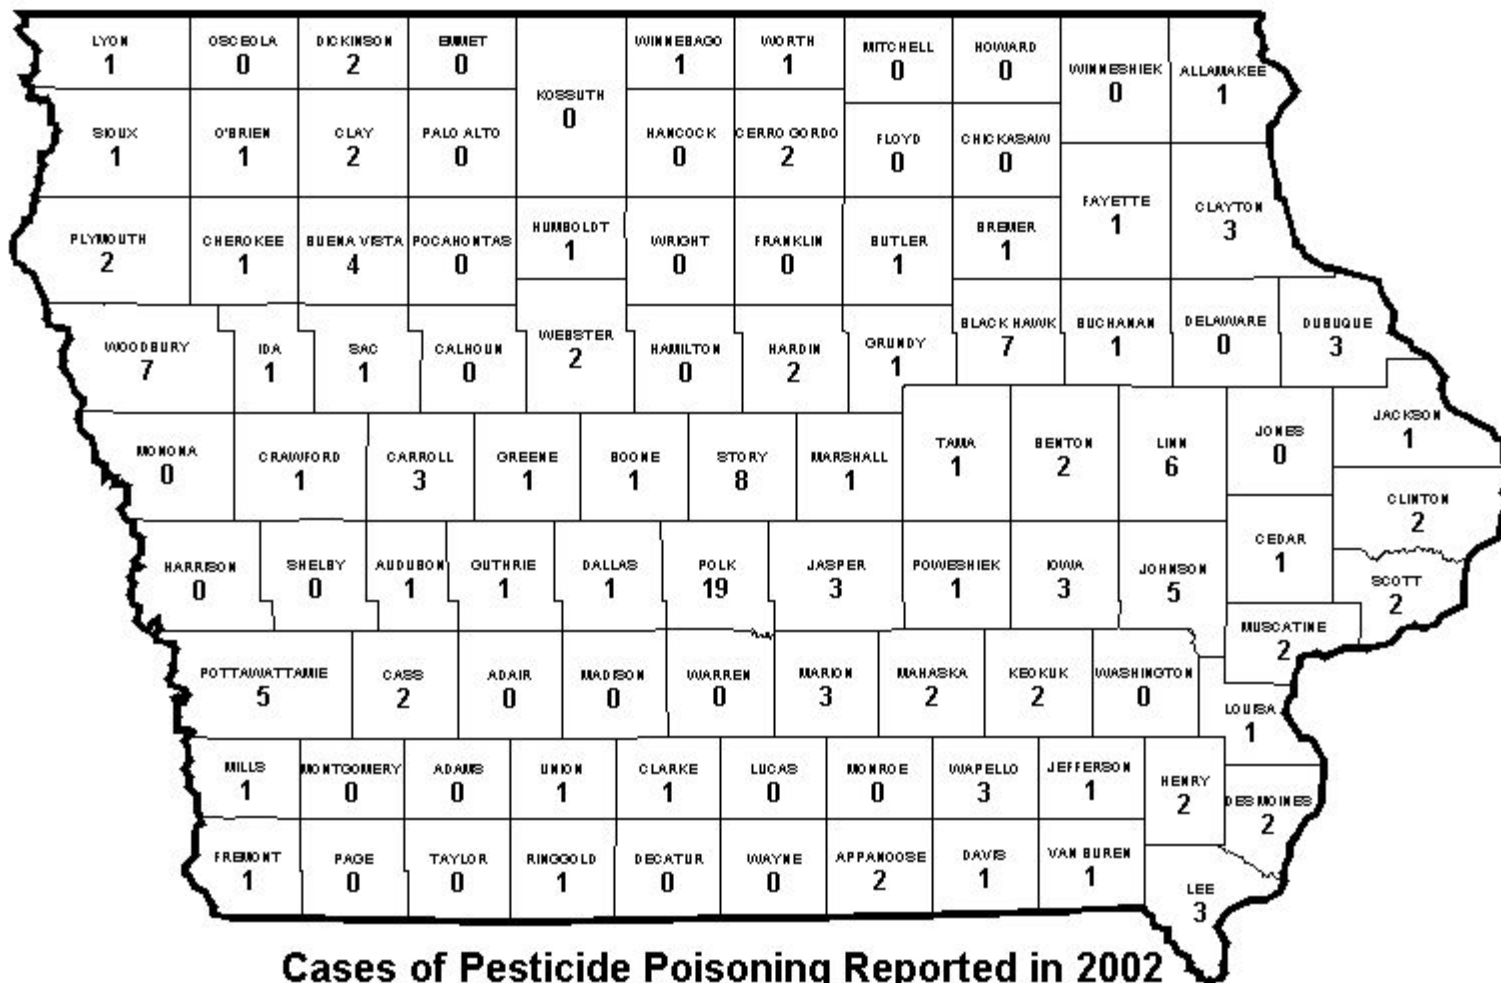 LYON
1
OSCEOLA
0
DICKINSON
2
EMMET
0
KOSSUTH
0
WINNEBAGO
1
WORTH
1
MITCHELL
0
HOWARD
0
WINNESHIEK
0
ALLAMAKEE
1
SIOUX
1
O'BRIEN
1
CLAY
2
PALO ALTO
0
HANCOCK
0
CERRO GORDO
2
FLOYD
0
CHICKASAW
0
FAYETTE
1
CLAYTON
3
PLYMOUTH
2
CHEROKEE
1
BUENA VISTA
4
POCAHONTAS
0
HUMBOLDT
1
WRIGHT
0
FRANKLIN
0
BUTLER
1
BREMER
1
WOODBURY
7
IDA
1
SAC
1
CALHOUN
0
WEBSTER
2
HAMILTON
0
HARDIN
2
GRUNDY
1
BLACK HAWK
7
BUCHANAN
1
DELAWARE
0
DUBUQUE
3
MONONA
0
CRAWFORD
1
CARROLL
3
GREENE
1
BOONE
1
STORY
8
MARSHALL
1
TAMA
1
BENTON
2
LINN
6
JONES
0
JACKSON
1
CLINTON
2
HARRISON
0
SHELBY
0
AUDUBON
1
GUTHRIE
1
DALLAS
1
POLK
19
JASPER
3
POWESHIEK
1
IOWA
3
JOHNSON
5
CEDAR
1
SCOTT
2
MUSCATINE
2
POTTAWATTAMIE
5
CASS
2
ADAIR
0
MADISON
0
WARREN
0
MARION
3
MAHASKA
2
KEOKUK
2
WASHINGTON
0
LOUISA
1
MILLS
1
MONTGOMERY
0
ADAMS
0
UNION
1
CLARKE
1
LUCAS
0
MONROE
0
WAPELLO
3
JEFFERSON
1
HENRY
2
DES MOINES
2
FREMONT
1
PAGE
0
TAYLOR
0
RINGGOLD
1
DECATUR
0
WAYNE
0
APPANOOSE
2
DAVIS
1
VAN BUREN
1
LEE
3
Cases of Pesticide Poisoning Reported in 2002